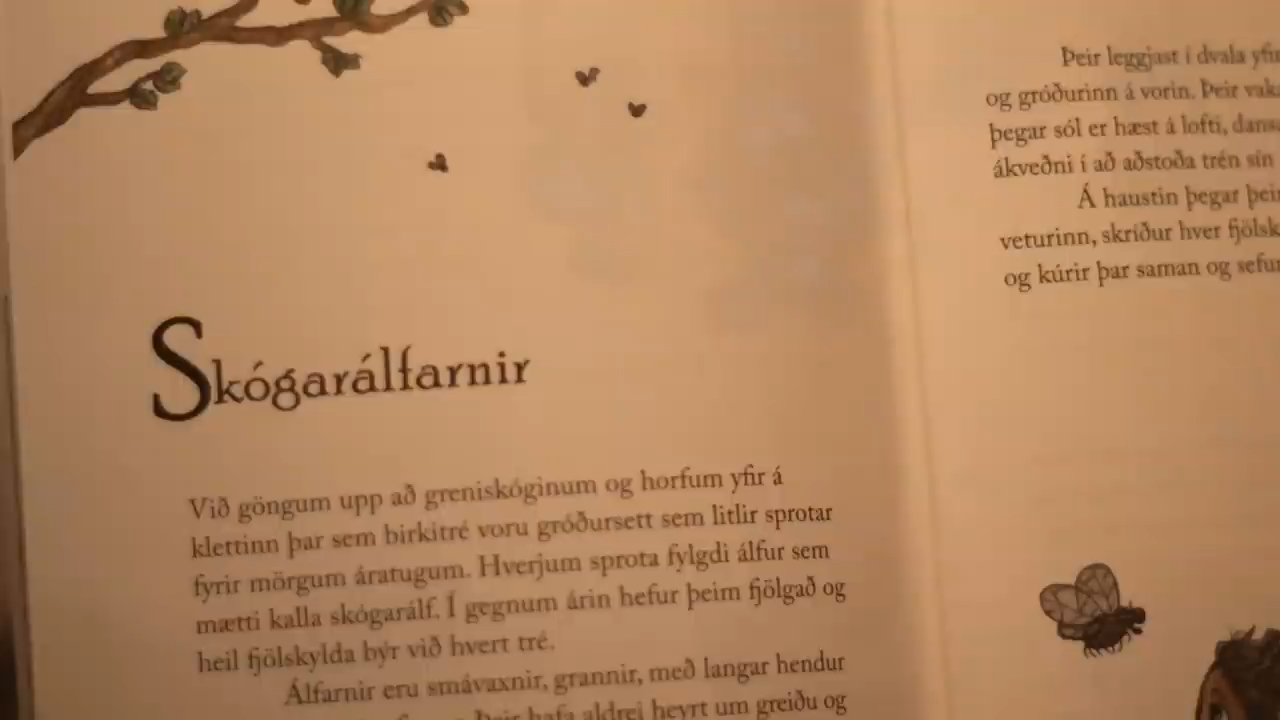 Skógarálfarnir
Við göngum upp að greniskóginum og horfum yfir á
klettinn þar sem birkitré voru gróðursett sem litlir sprotar
fyrir mörgum áratugum. Hverjum sprota fylgdi álfur sem
mætti kalla skógarálf. Í gegnum árin hefur þeim fjölgað og
heil fjölskylda býr við hvert tré.
Álfarnir eru smávaxnir, grannir, með langar hendur
Þeir hafa aldrei heyrt um greiðu og
Þeir leggjast í dvala yfir
og gróðurinn á vorin. Þeir
þegar sól er hæst á lofti,
ákveðni í að aðstoða trén sín
Á haustin þegar þeir
veturinn, skríður hver
og kúrir þar saman og